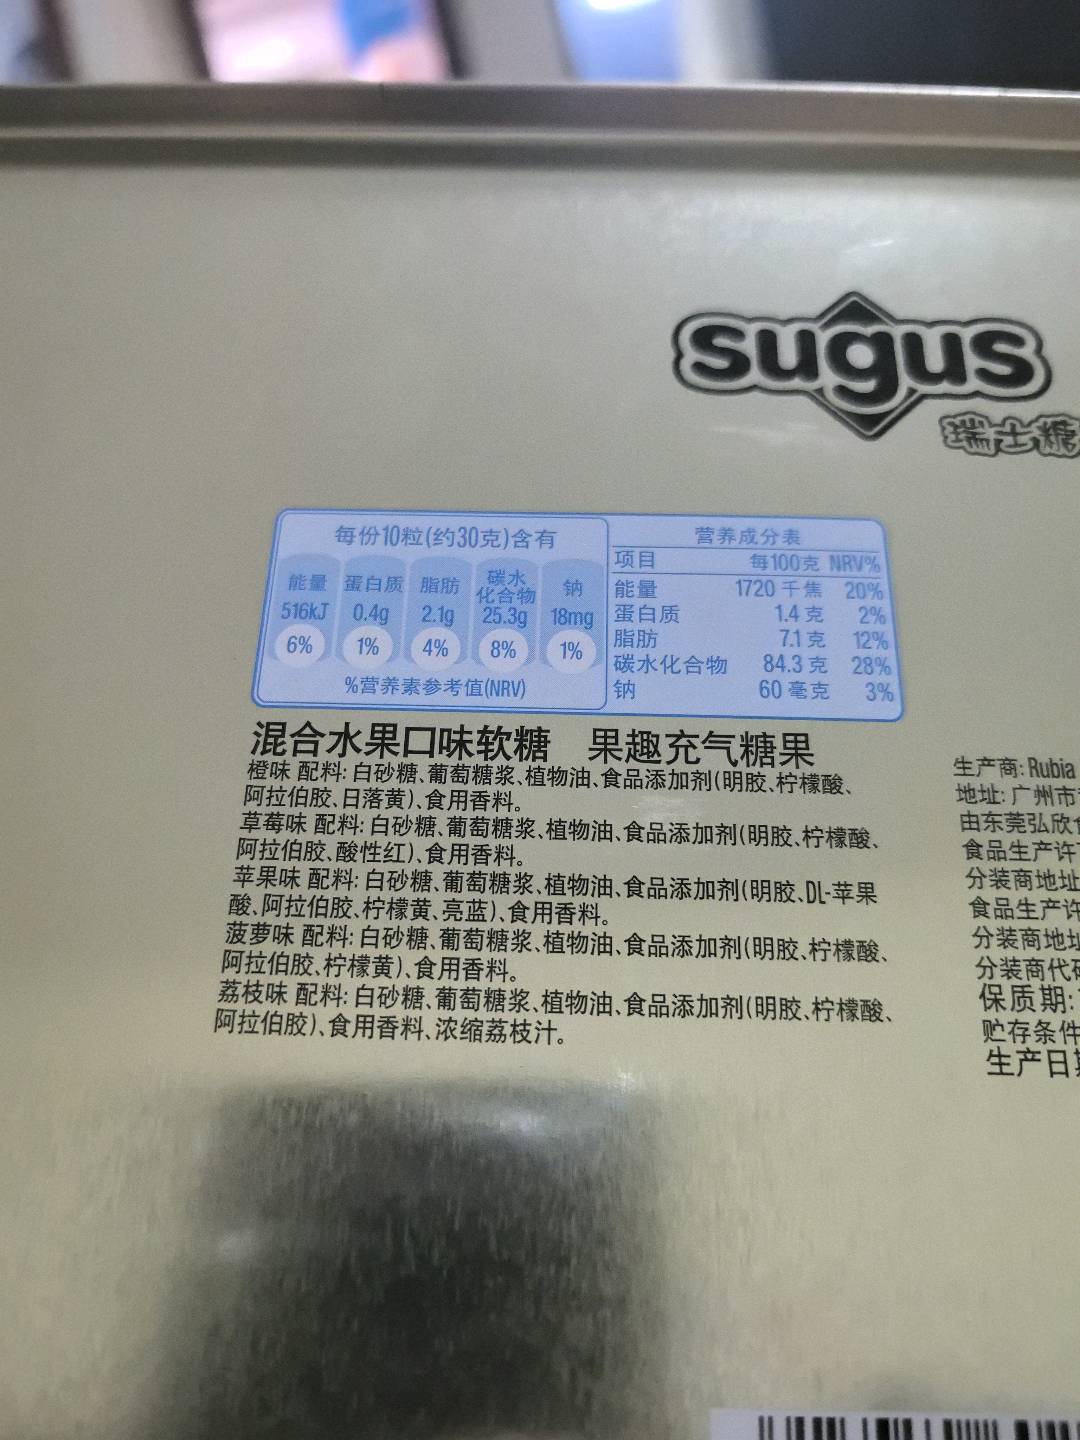 sugus
瑞士糖
每份10粒(约30克)含有
能量 蛋白质 脂肪 碳水化合物 钠
516kJ 0.4g 2.1g 25.3g 18mg
6% 1% 4% 8% 1%
%营养素参考值(NRV)
营养成分表
项目 每100克 NRV%
能量 1720 千焦 20%
蛋白质 1.4 克 2%
脂肪 7.1 克 12%
碳水化合物 84.3 克 28%
钠 60 毫克 3%
混合水果口味软糖 果趣充气糖果
橙味 配料: 白砂糖、葡萄糖浆、植物油、食品添加剂(明胶、柠檬酸、
阿拉伯胶、日落黄)、食用香料。
草莓味 配料: 白砂糖、葡萄糖浆、植物油、食品添加剂(明胶、柠檬酸、
阿拉伯胶、酸性红)、食用香料。
苹果味 配料: 白砂糖、葡萄糖浆、植物油、食品添加剂(明胶、DL-苹果
酸、阿拉伯胶、柠檬黄、亮蓝)、食用香料。
菠萝味 配料: 白砂糖、葡萄糖浆、植物油、食品添加剂(明胶、柠檬酸、
阿拉伯胶、柠檬黄)、食用香料。
荔枝味 配料: 白砂糖、葡萄糖浆、植物油、食品添加剂(明胶、柠檬酸、
阿拉伯胶)、食用香料、浓缩荔枝汁。
生产商: Rubia
地址: 广州市
由东莞弘欣
食品生产许
分装商地址
食品生产许
分装商地址
分装商代
保质期:
贮存条件
生产日